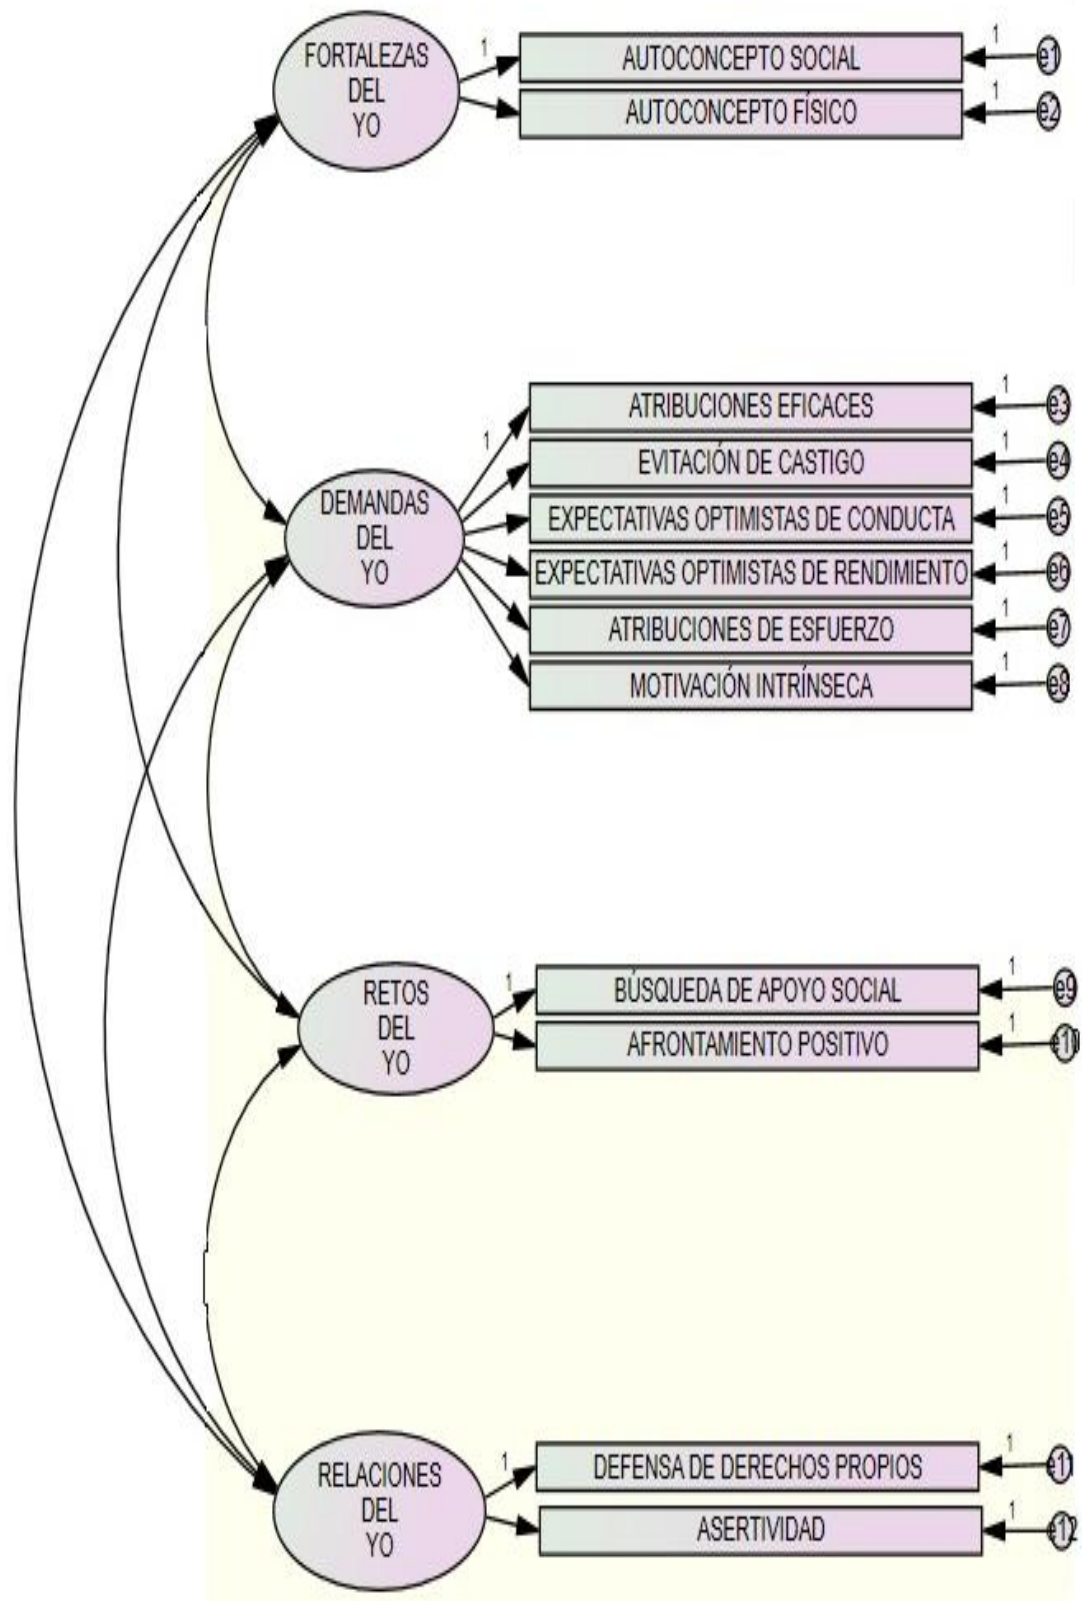 FORTALEZAS
DEL
YO
1
AUTOCONCEPTO SOCIAL
1
e1
AUTOCONCEPTO FÍSICO
1
e2
DEMANDAS
DEL
YO
1
ATRIBUCIONES EFICACES
1
e3
EVITACIÓN DE CASTIGO
1
e4
EXPECTATIVAS OPTIMISTAS DE CONDUCTA
1
e5
EXPECTATIVAS OPTIMISTAS DE RENDIMIENTO
1
e6
ATRIBUCIONES DE ESFUERZO
1
e7
MOTIVACIÓN INTRÍNSECA
1
e8
RETOS
DEL
YO
1
BÚSQUEDA DE APOYO SOCIAL
1
e9
AFRONTAMIENTO POSITIVO
1
e10
RELACIONES
DEL
YO
1
DEFENSA DE DERECHOS PROPIOS
1
e11
ASERTIVIDAD
1
e12